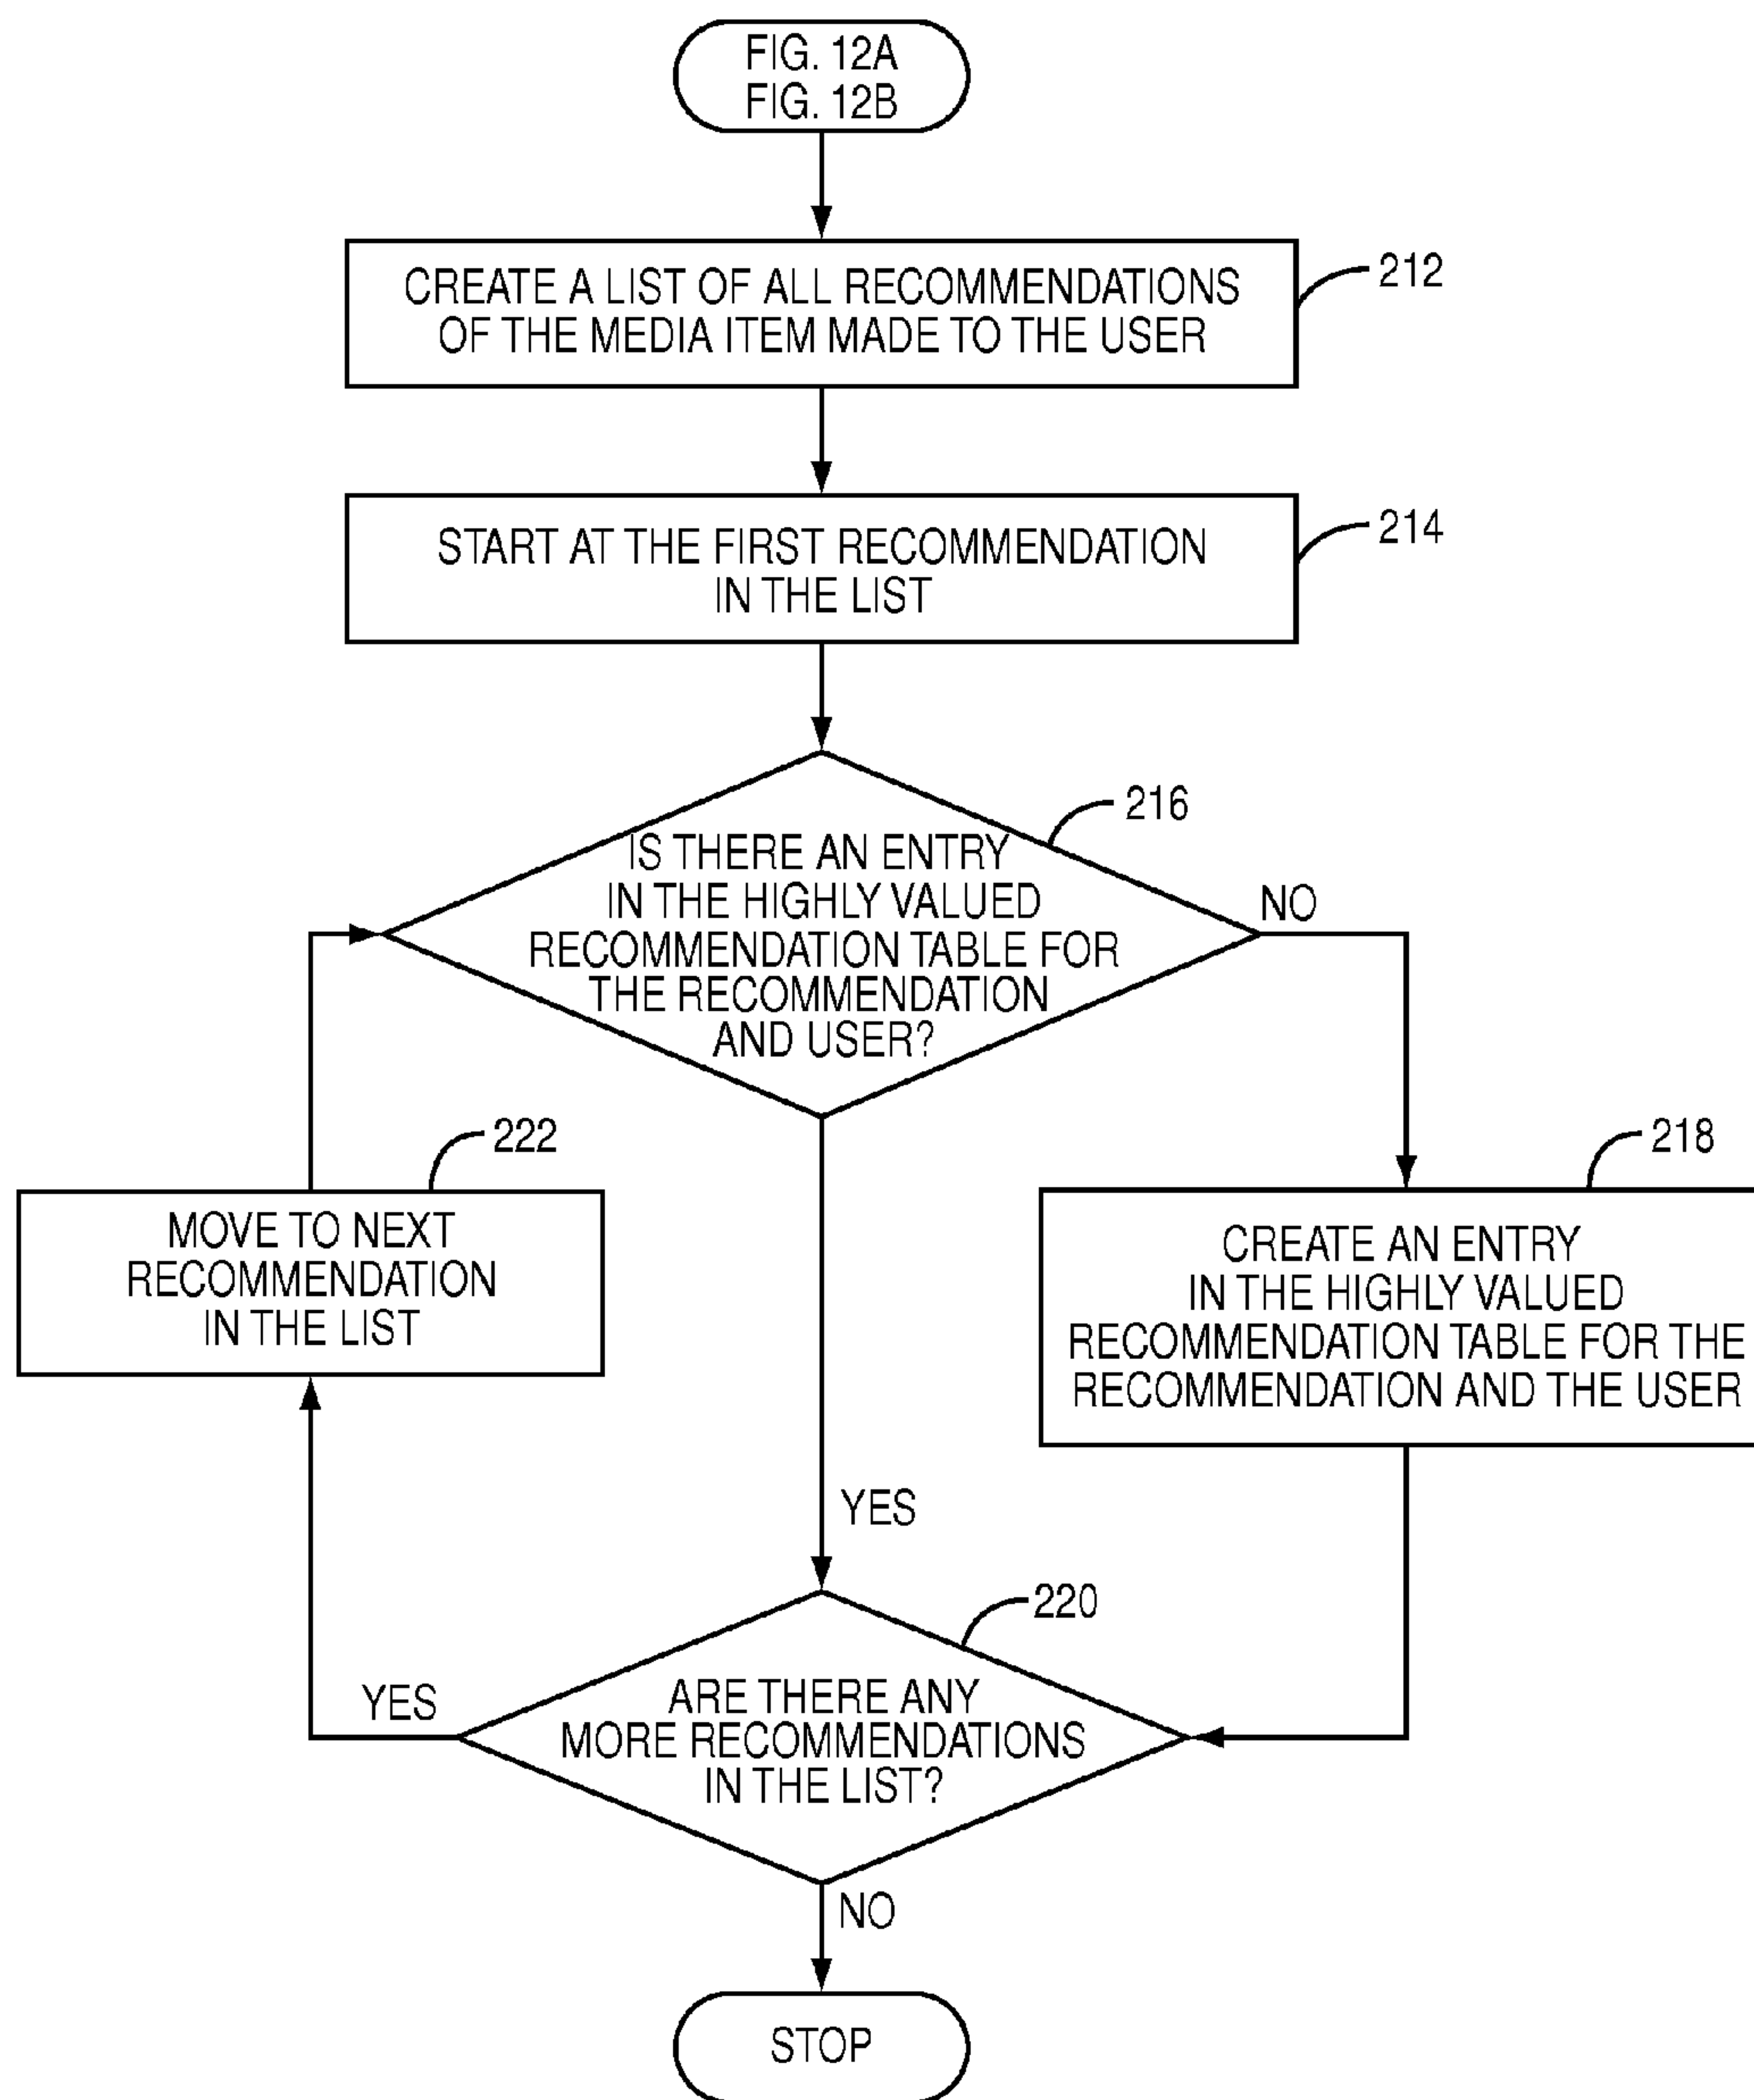 FIG. 12A
FIG. 12B
CREATE A LIST OF ALL RECOMMENDATIONS
OF THE MEDIA ITEM MADE TO THE USER
212
START AT THE FIRST RECOMMENDATION
IN THE LIST
214
IS THERE AN ENTRY
IN THE HIGHLY VALUED
RECOMMENDATION TABLE FOR
THE RECOMMENDATION
AND USER?
216
NO
222
MOVE TO NEXT
RECOMMENDATION
IN THE LIST
218
CREATE AN ENTRY
IN THE HIGHLY VALUED
RECOMMENDATION TABLE FOR THE
RECOMMENDATION AND THE USER
YES
220
ARE THERE ANY
MORE RECOMMENDATIONS
IN THE LIST?
YES
NO
STOP